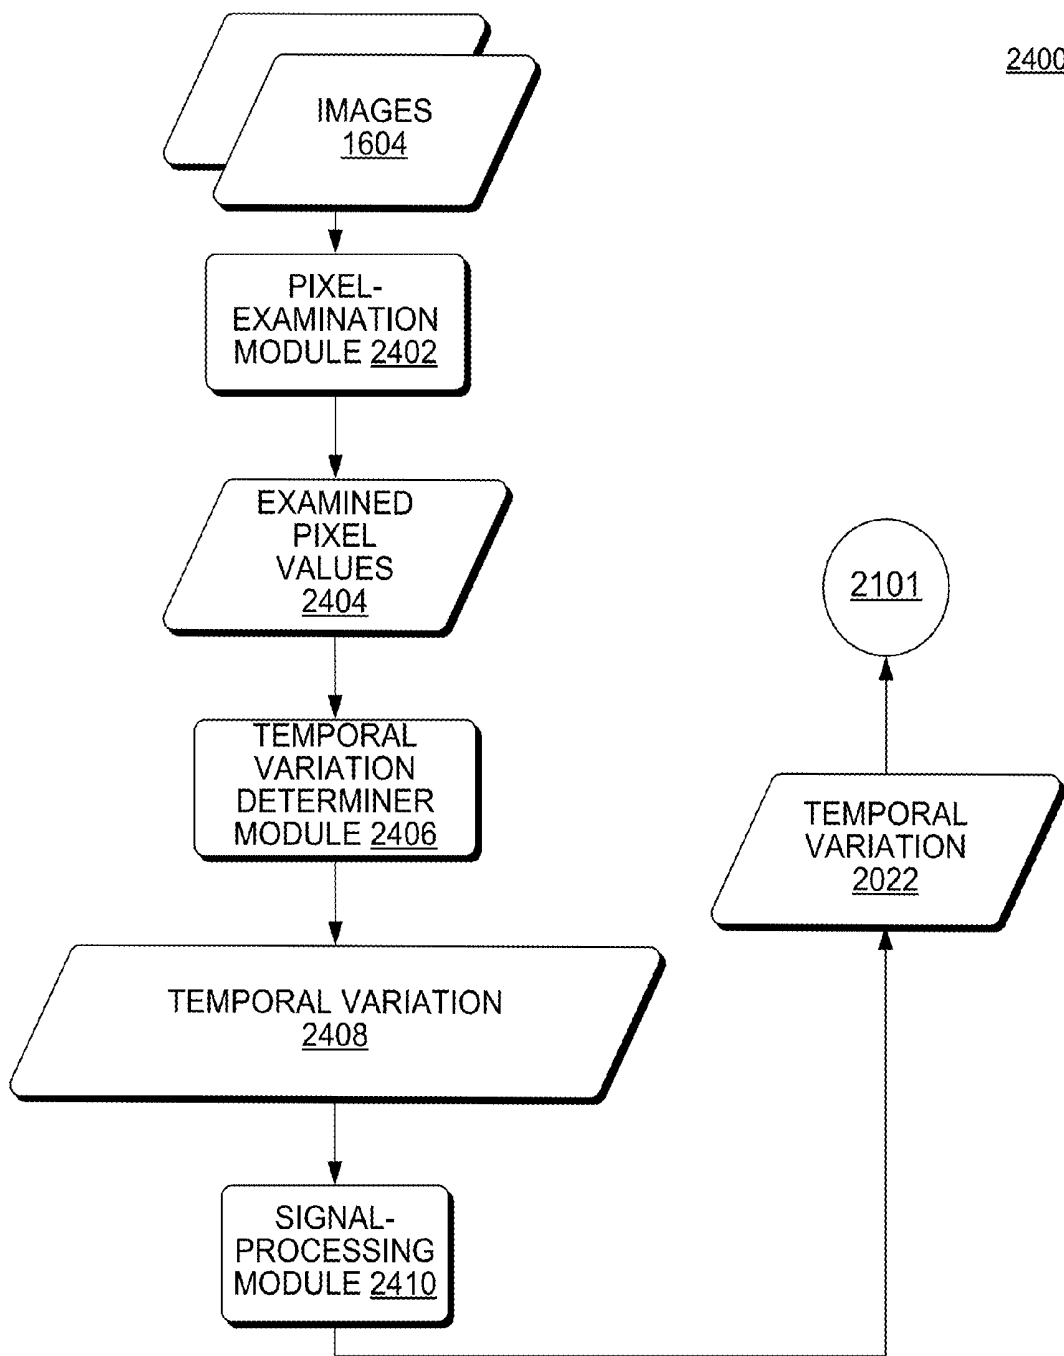 2400
IMAGES
1604
PIXEL-
EXAMINATION
MODULE 2402
EXAMINED
PIXEL
VALUES
2404
TEMPORAL
VARIATION
DETERMINER
MODULE 2406
TEMPORAL VARIATION
2408
SIGNAL-
PROCESSING
MODULE 2410
TEMPORAL
VARIATION
2022
2101